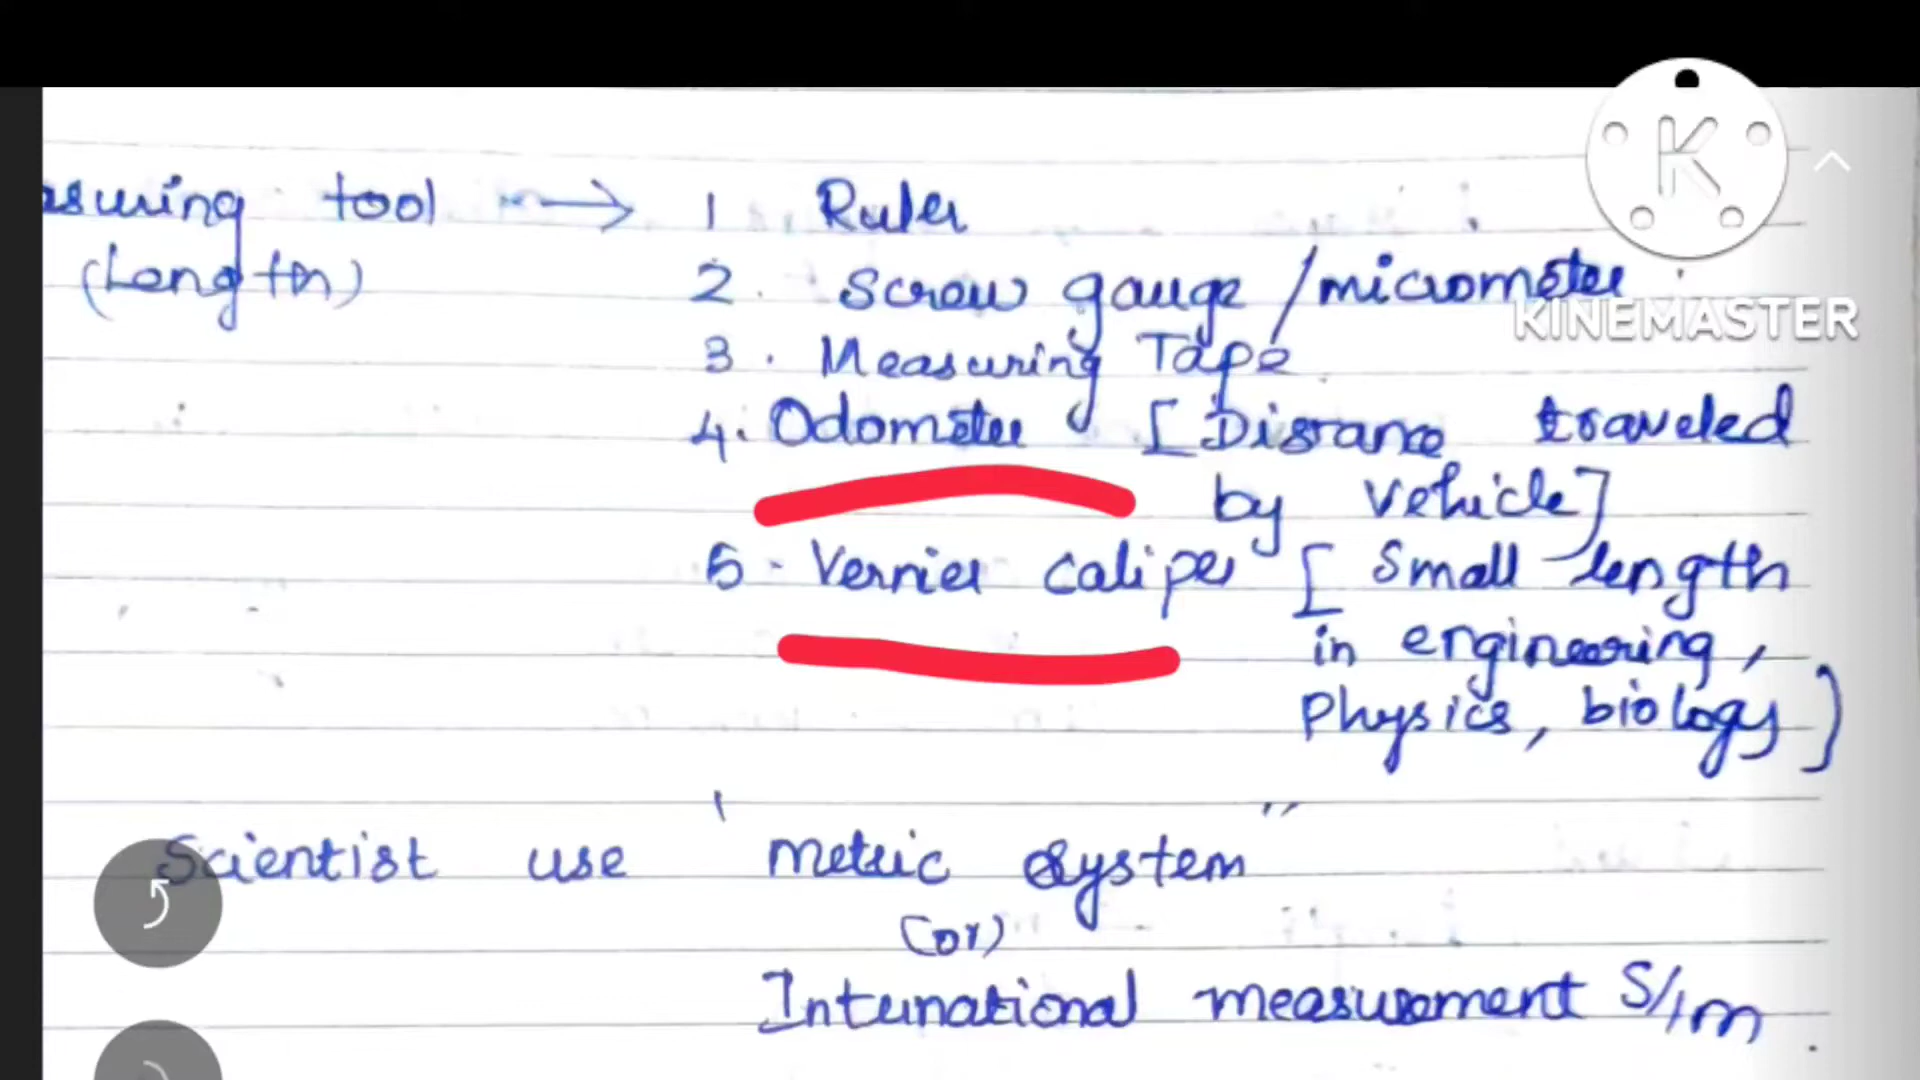 asuring tool → 1 Ruler
(Length) 2. Screw gauge / micrometer
3. Measuring Tape
4. Odometer [Distance traveled
by vehicle]
5. Vernier caliper [Small length
in engineering,
Physics, biology]
Scientist use "metric system"
(or)
International measurement S/m
K
KINEMASTER